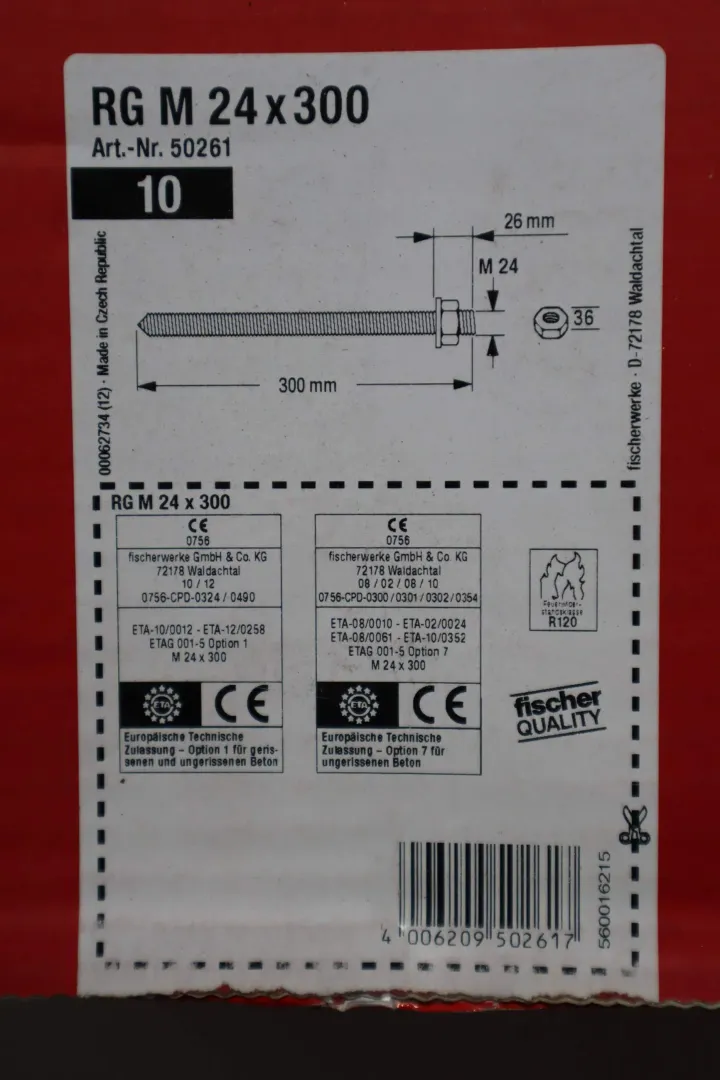 RG M 24 x 300
Art.-Nr. 50261
10
26 mm
M 24
36
300 mm
00062734 (12) · Made in Czech Republic
fischerwerke · D-72178 Waldachtal
RG M 24 x 300
CE
0756
fischerwerke GmbH & Co. KG
72178 Waldachtal
10 / 12
0756-CPD-0324 / 0490
ETA-10/0012 - ETA-12/0258
ETAG 001-5 Option 1
M 24 x 300
ETA
CE
Europäische Technische
Zulassung – Option 1 für geris-
senen und ungerissenen Beton
CE
0756
fischerwerke GmbH & Co. KG
72178 Waldachtal
08 / 02 / 08 / 10
0756-CPD-0300 / 0301 / 0302 / 0354
ETA-08/0010 - ETA-02/0024
ETA-08/0061 - ETA-10/0352
ETAG 001-5 Option 7
M 24 x 300
ETA
CE
Europäische Technische
Zulassung – Option 7 für
ungerissenen Beton
Feuerwider-
standsklasse
R120
fischer
QUALITY
4 006209 502617
560016215